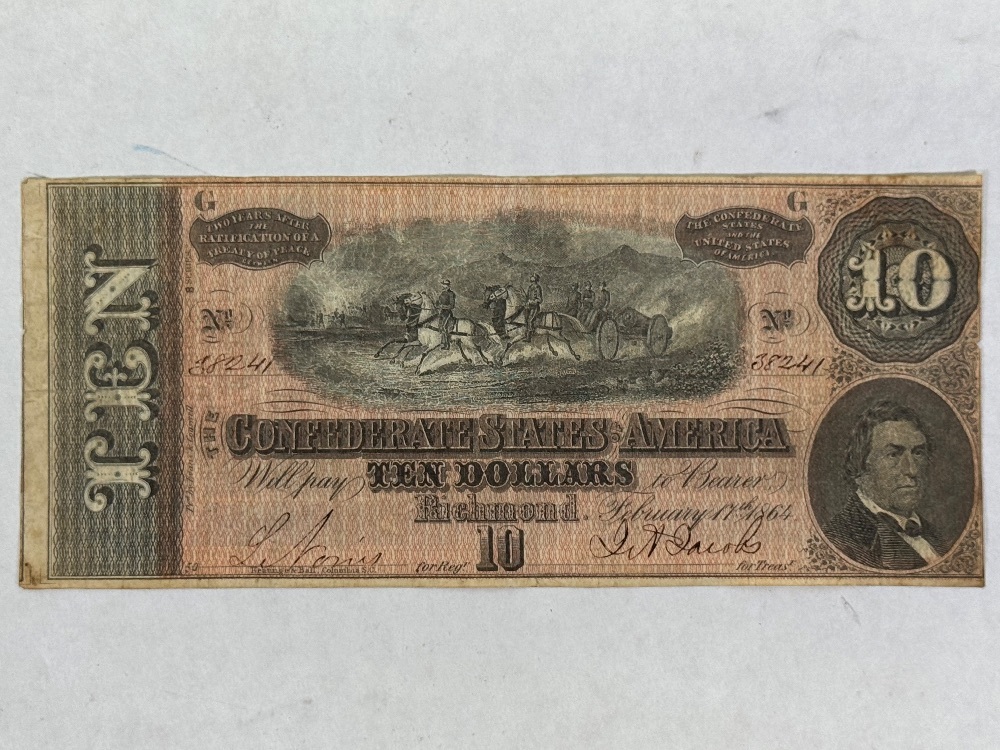 G
G
TWO YEARS AFTER
THE
RATIFICATION OF A
TREATY OF PEACE
BETWEEN
THE CONFEDERATE
STATES
AND THE
UNITED STATES
OF AMERICA.
10
TEN
No
No
38241
38241
THE
CONFEDERATE STATES OF AMERICA
Will pay TEN DOLLARS to Bearer
Richmond. February 17th 1864
10
for Regr
for Treasr